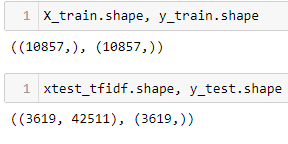 1 X_train.shape, y_train.shape
((10857,), (10857,))
1 xtest_tfidf.shape, y_test.shape
((3619, 42511), (3619,))